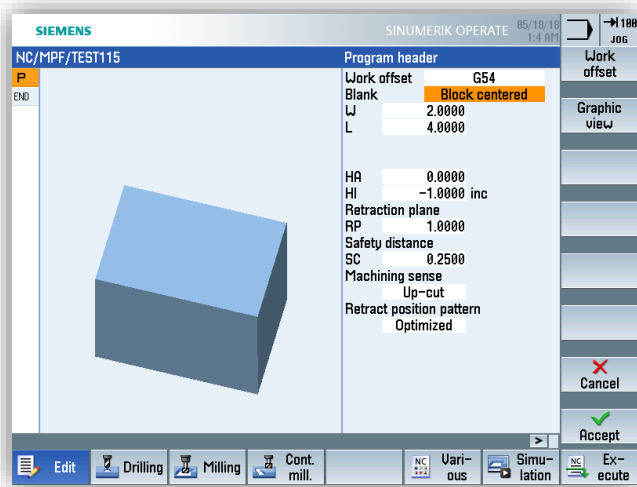 SIEMENS
SINUMERIK OPERATE
05/18/18
1:4 AM
JOG
NC/MPF/TEST115
Program header
Work
offset
P
END
Work offset G54
Blank Block centered
W 2.0000
L 4.0000
Graphic
view
HA 0.0000
HI -1.0000 inc
Retraction plane
RP 1.0000
Safety distance
SC 0.2500
Machining sense
Up-cut
Retract position pattern
Optimized
Cancel
Accept
>
Edit
Drilling
Milling
Cont.
mill.
NC
Vari-
ous
Simu-
lation
NC
Ex-
ecute